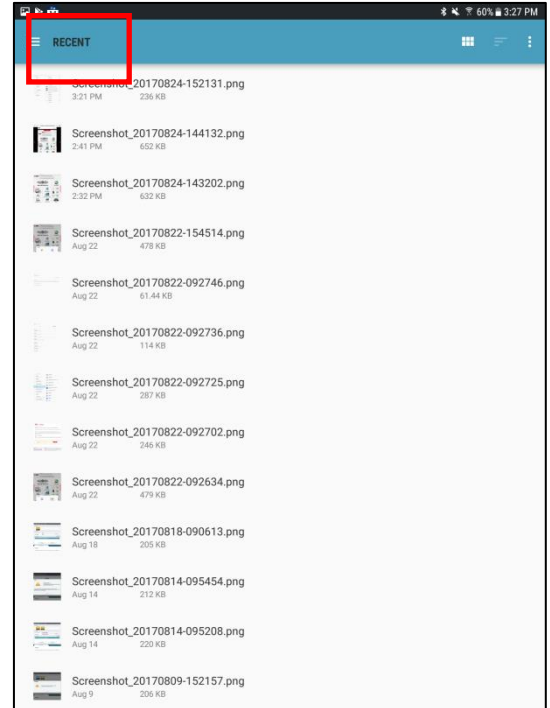 60% 3:27 PM
RECENT
Screenshot_20170824-152131.png
3:21 PM 236 KB
Screenshot_20170824-144132.png
2:41 PM 652 KB
Screenshot_20170824-143202.png
2:32 PM 632 KB
Screenshot_20170822-154514.png
Aug 22 478 KB
Screenshot_20170822-092746.png
Aug 22 61.44 KB
Screenshot_20170822-092736.png
Aug 22 114 KB
Screenshot_20170822-092725.png
Aug 22 287 KB
Screenshot_20170822-092702.png
Aug 22 246 KB
Screenshot_20170822-092634.png
Aug 22 479 KB
Screenshot_20170818-090613.png
Aug 18 205 KB
Screenshot_20170814-095454.png
Aug 14 212 KB
Screenshot_20170814-095208.png
Aug 14 220 KB
Screenshot_20170809-152157.png
Aug 9 206 KB